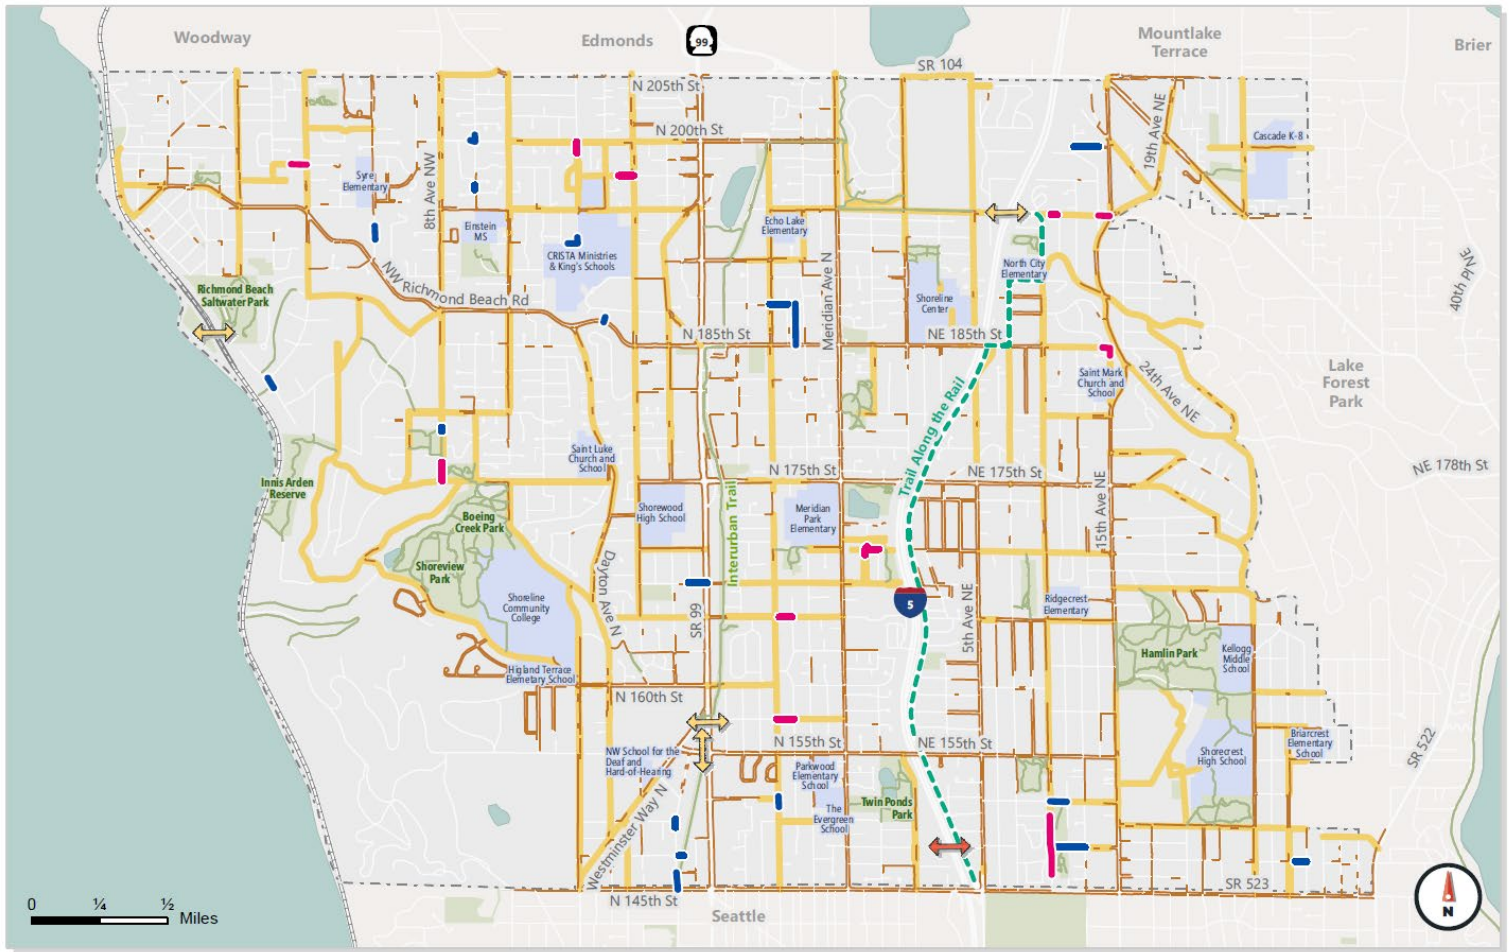 Woodway
Edmonds
99
Mountlake
Terrace
Brier
SR 104
N 205th St
N 200th St
19th Ave NE
Cascade K-8
8th Ave NW
Syre
Elementary
Einstein
MS
CRISTA Ministries
& King's Schools
Echo Lake
Elementary
Meridian Ave N
North City
Elementary
40th Pl NE
Richmond Beach
Saltwater Park
NW Richmond Beach Rd
Shoreline
Center
N 185th St
NE 185th St
Saint Mark
Church and
School
24th Ave NE
Lake
Forest
Park
Trail Along the Rail
Saint Luke
Church and
School
N 175th St
NE 175th St
NE 178th St
Innis Arden
Reserve
Boeing
Creek Park
Shorewood
High School
Interurban Trail
Meridian
Park
Elementary
15th Ave NE
Shoreview
Park
Shoreline
Community
College
Dayton Ave N
SR 99
5
5th Ave NE
Ridgecrest
Elementary
Hamlin Park
Kellogg
Middle
School
Higland Terrace
Elemetary School
N 160th St
NW School for the
Deaf and
Hard-of-Hearing
N 155th St
NE 155th St
Parkwood
Elementary
School
The
Evergreen
School
Twin Ponds
Park
Shorecrest
High School
Briarcrest
Elementary
School
SR 522
Westminster Way N
N 145th St
SR 523
Seattle
0 ¼ ½
Miles
N